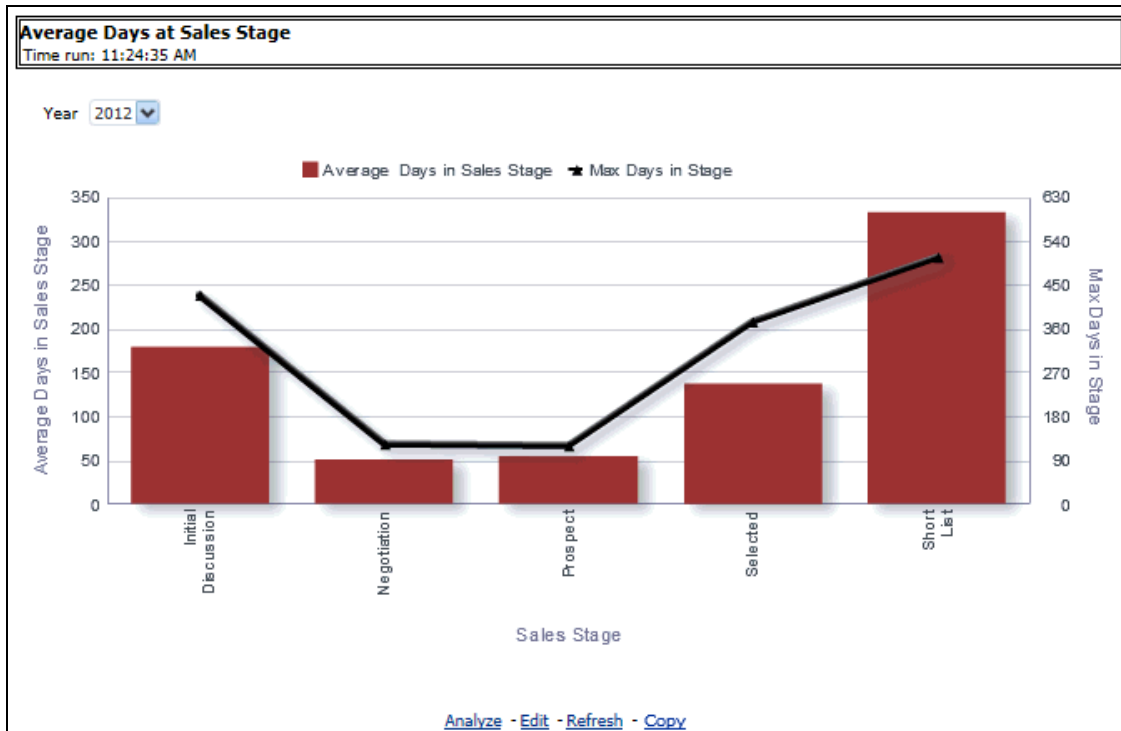 Average Days at Sales Stage
Time run: 11:24:35 AM
Year 2012
Average Days in Sales Stage Max Days in Stage
350 630
300 540
250 450
200 360
150 270
100 180
50 90
0 0
Average Days in Sales Stage
Max Days in Stage
Initial
Discussion
Negotiation
Prospect
Selected
Short
List
Sales Stage
Analyze - Edit - Refresh - Copy